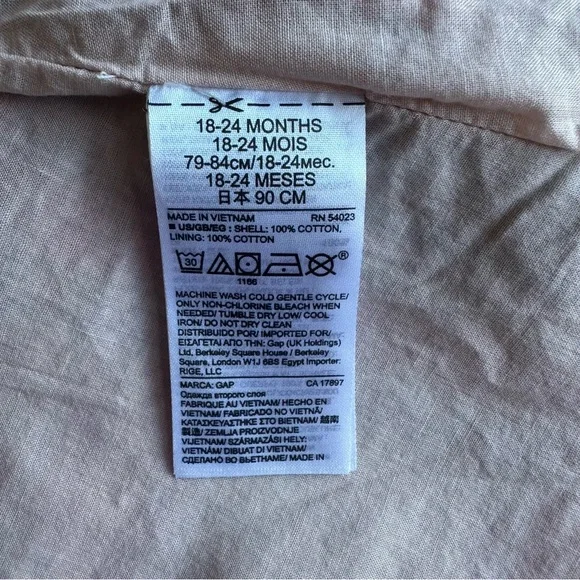 18-24 MONTHS
18-24 MOIS
79-84см/18-24мес.
18-24 MESES
日本 90 CM
MADE IN VIETNAM RN 54023
■ US/GB/EG : SHELL: 100% COTTON,
LINING: 100% COTTON
30
®
1166
MACHINE WASH COLD GENTLE CYCLE/
ONLY NON-CHLORINE BLEACH WHEN
NEEDED/ TUMBLE DRY LOW/ COOL
IRON/ DO NOT DRY CLEAN
DISTRIBUIDO POR/ IMPORTED FOR/
ΕΙΣΑΓΕΤΑΙ ΑΠΟ ΤΗΝ: Gap (UK Holdings)
Ltd, Berkeley Square House / Berkeley
Square, London W1J 6BS Egypt Importer:
RIGE, LLC
MARCA: GAP CA 17897
Одежда второго слоя
FABRIQUE AU VIETNAM/ HECHO EN
VIETNAM/ FABRICADO NO VIETNÃ/
ΚΑΤΑΣΚΕΥΑΣΤΗΚΕ ΣΤΟ ΒΙΕΤΝΑΜ/ 越南
製造/ ZEMLJA PROIZVODNJE
VIJETNAM/ SZÁRMAZÁSI HELY:
VIETNÁM/ DIBUAT DI VIETNAM/
СДЕЛАНО ВО ВЬЕТНАМЕ/ MADE IN